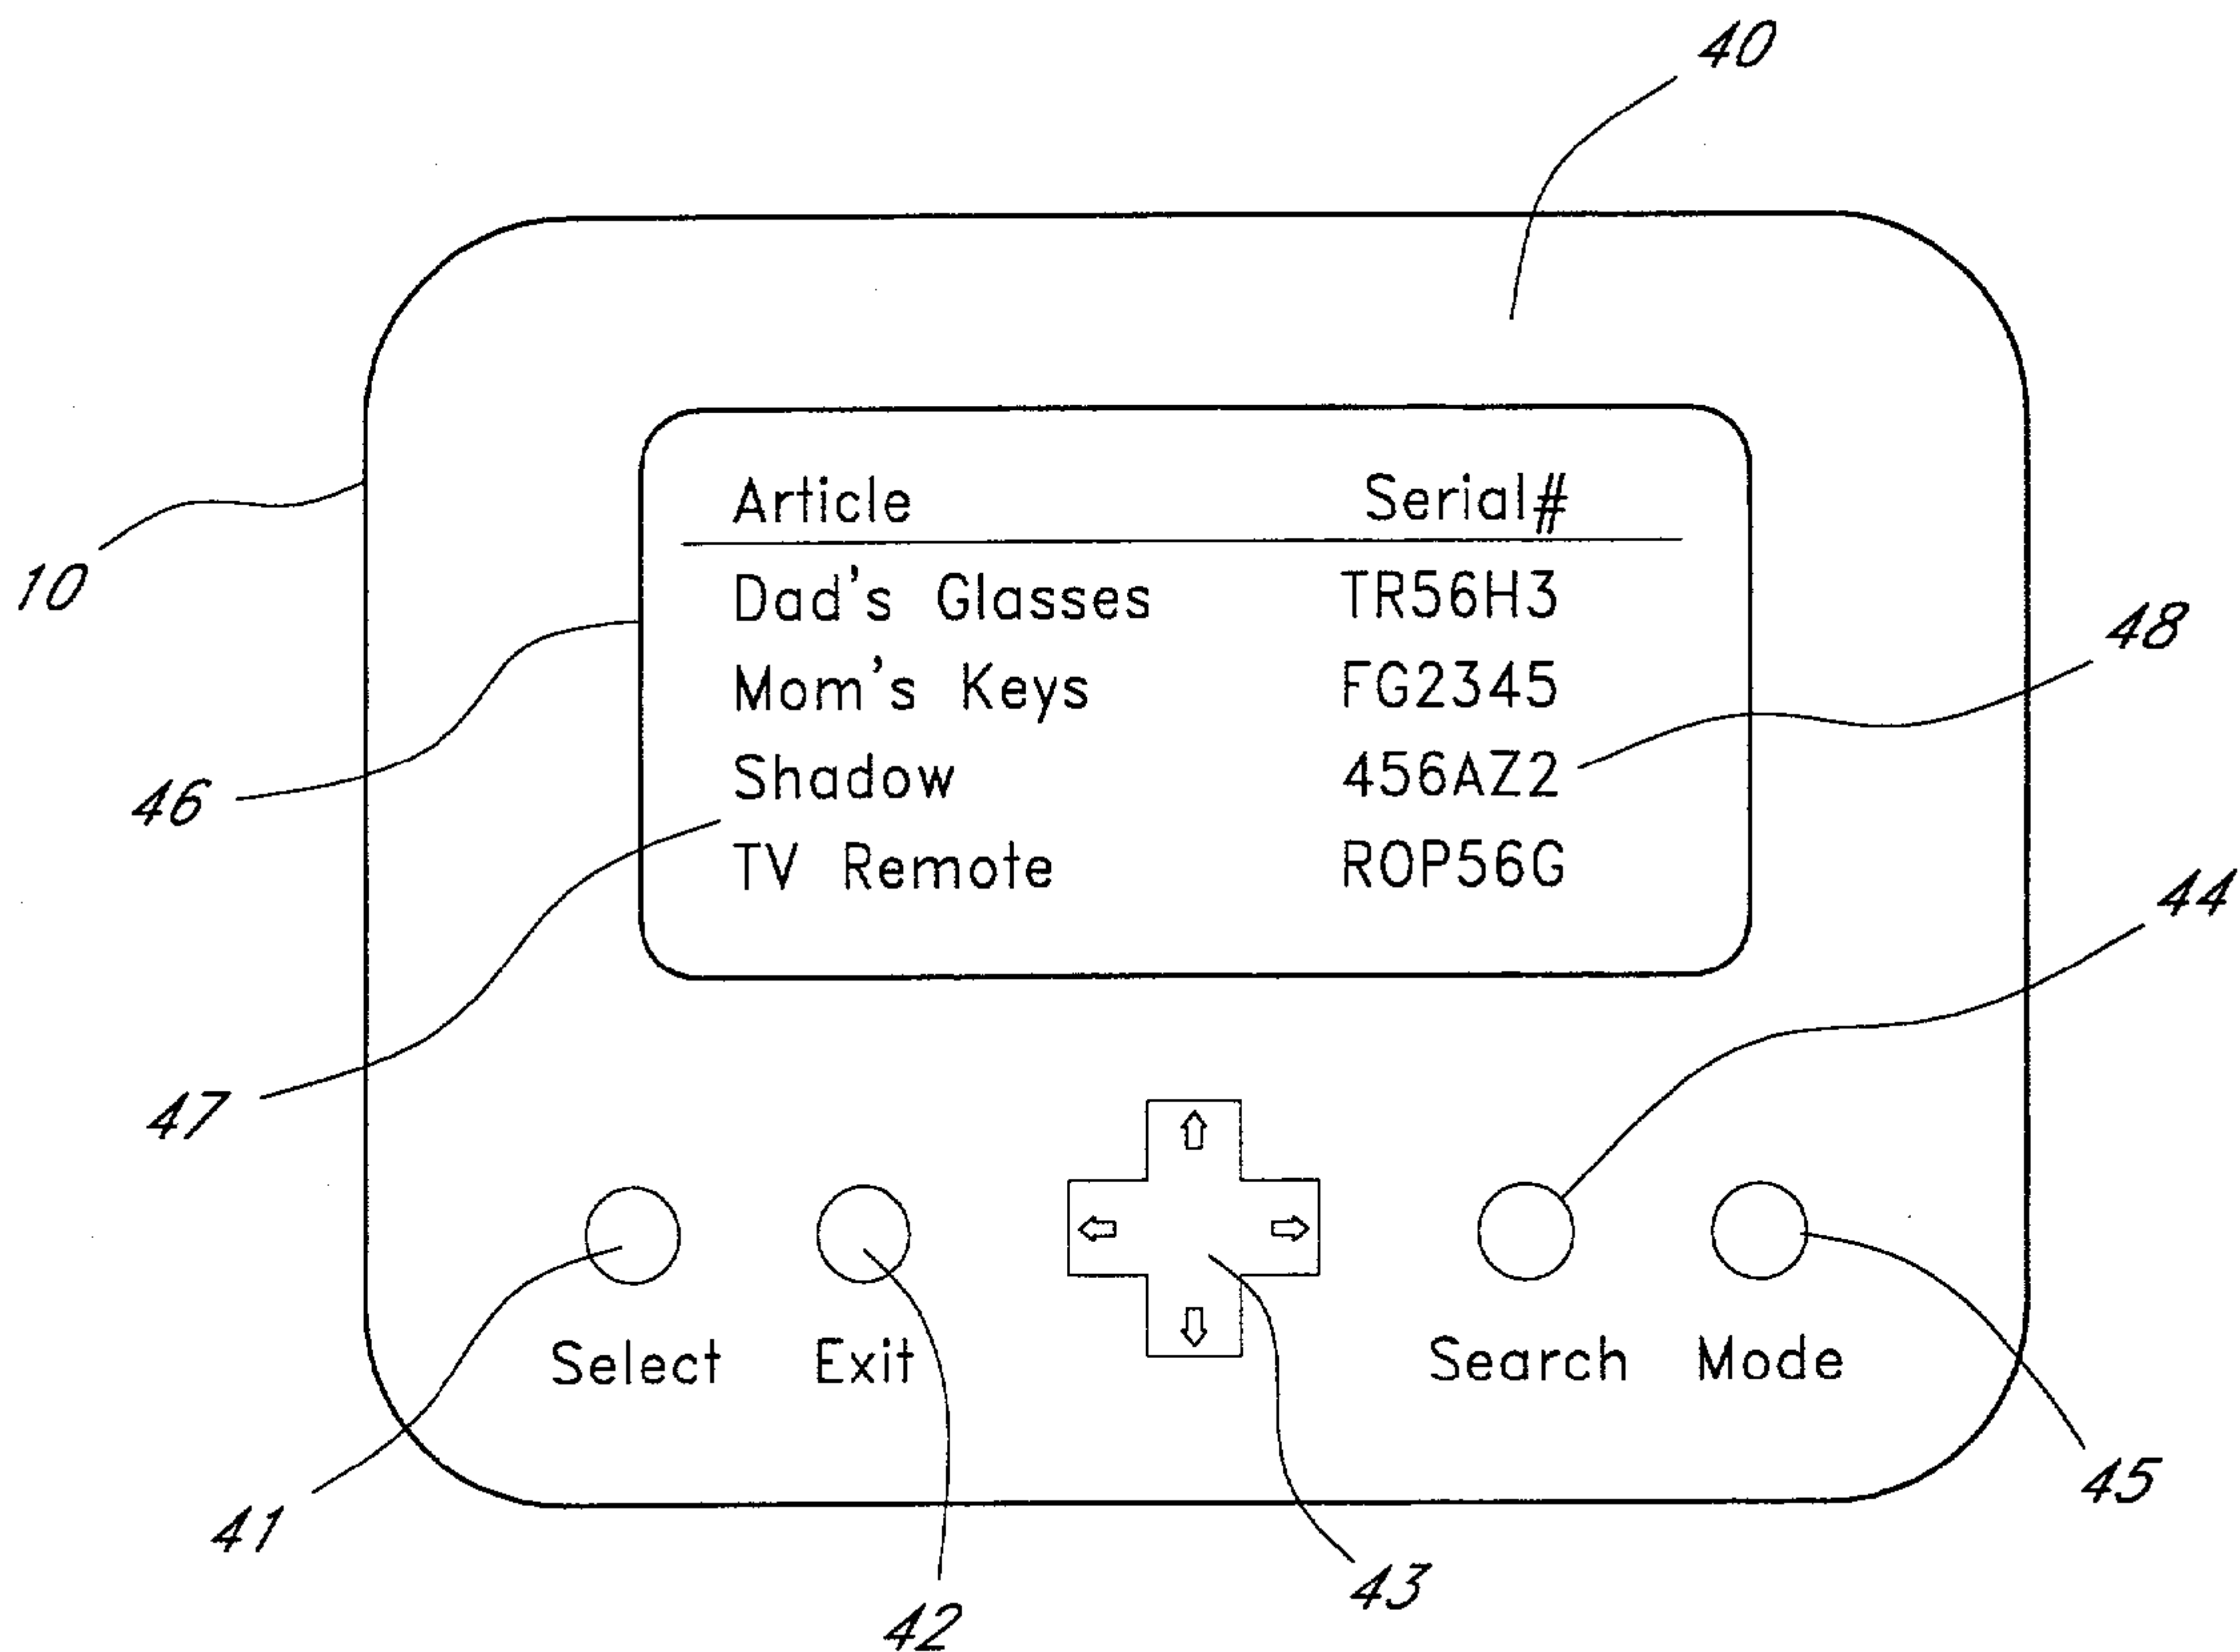 40
Article Serial#
10
Dad's Glasses TR56H3
48
Mom's Keys FG2345
46
Shadow 456AZ2
TV Remote ROP56G
44
47
Select Exit Search Mode
41
45
42
43